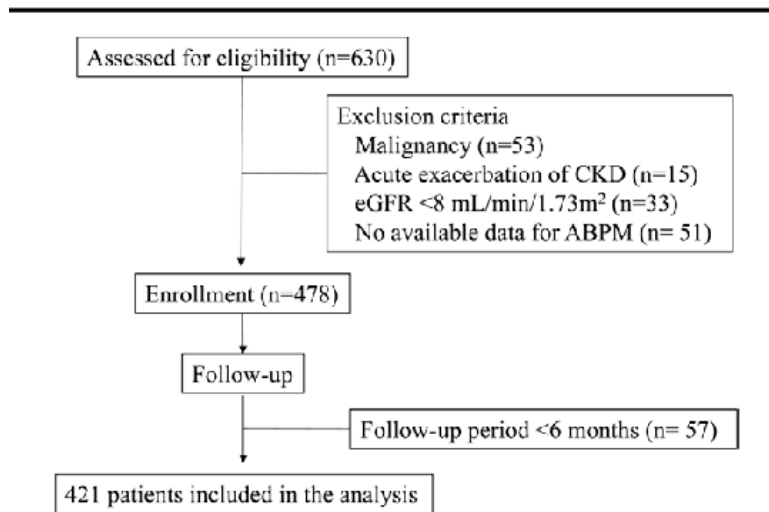 Assessed for eligibility (n=630)
Exclusion criteria
Malignancy (n=53)
Acute exacerbation of CKD (n=15)
eGFR <8 mL/min/1.73m² (n=33)
No available data for ABPM (n= 51)
Enrollment (n=478)
Follow-up
Follow-up period <6 months (n= 57)
421 patients included in the analysis